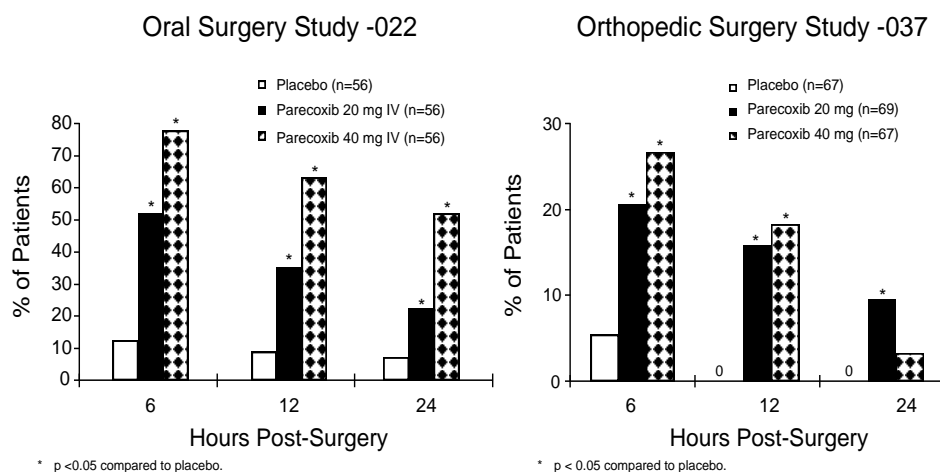 Oral Surgery Study -022
Placebo (n=56)
Parecoxib 20 mg IV (n=56)
Parecoxib 40 mg IV (n=56)
% of Patients
80
70
60
50
40
30
20
10
0
*
*
*
*
*
*
6
12
24
Hours Post-Surgery
* p <0.05 compared to placebo.
Orthopedic Surgery Study -037
Placebo (n=67)
Parecoxib 20 mg (n=69)
Parecoxib 40 mg (n=67)
% of Patients
30
20
10
0
*
*
*
*
*
0
0
6
12
24
Hours Post-Surgery
* p < 0.05 compared to placebo.